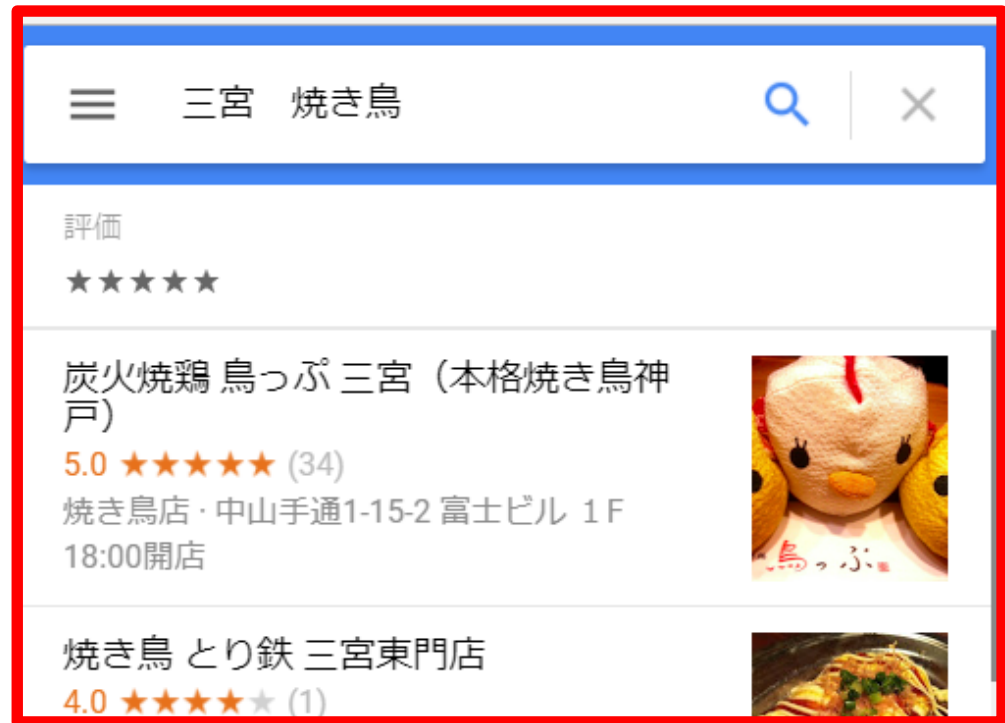 三宮　焼き鳥
評価
★★★★★
炭火焼鶏 鳥っぷ 三宮（本格焼き鳥神
戸）
5.0 ★★★★★ (34)
焼き鳥店 · 中山手通1-15-2 富士ビル １F
18:00開店
鳥っぷ
焼き鳥 とり鉄 三宮東門店
4.0 ★★★★★ (1)